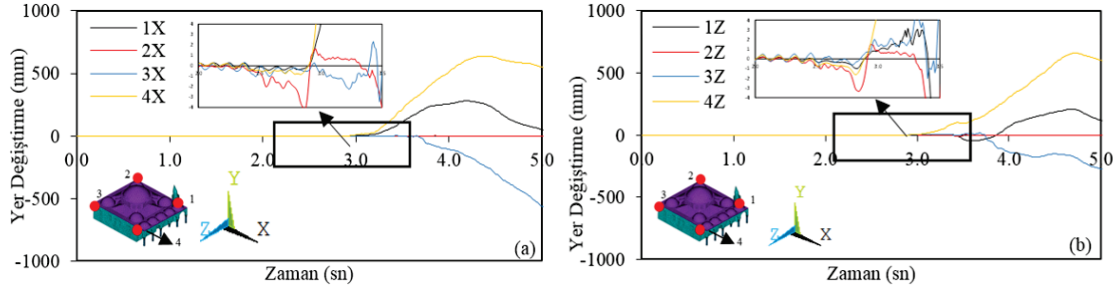 1000
1X
2X
3X
4X
500
0
-500
-1000
0.0
1.0
2.0
3.0
4.0
5.0
Yer Değiştirme (mm)
Zaman (sn)
2
3
1
4
Y
Z
X
(a)
1000
1Z
2Z
3Z
4Z
500
0
-500
-1000
0.0
1.0
2.0
3.0
4.0
5.0
Yer Değiştirme (mm)
Zaman (sn)
2
3
1
4
Y
Z
X
(b)